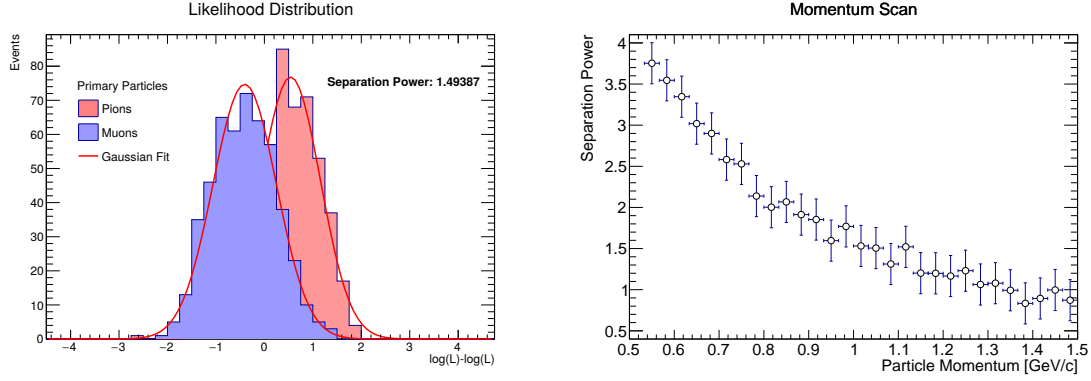 Likelihood Distribution
Events
80
70
60
50
40
30
20
10
0
Primary Particles
Pions
Muons
Gaussian Fit
Separation Power: 1.49387
−4 −3 −2 −1 0 1 2 3 4
log(L)-log(L)
Momentum Scan
Separation Power
4
3.5
3
2.5
2
1.5
1
0.5
0.5 0.6 0.7 0.8 0.9 1 1.1 1.2 1.3 1.4 1.5
Particle Momentum [GeV/c]